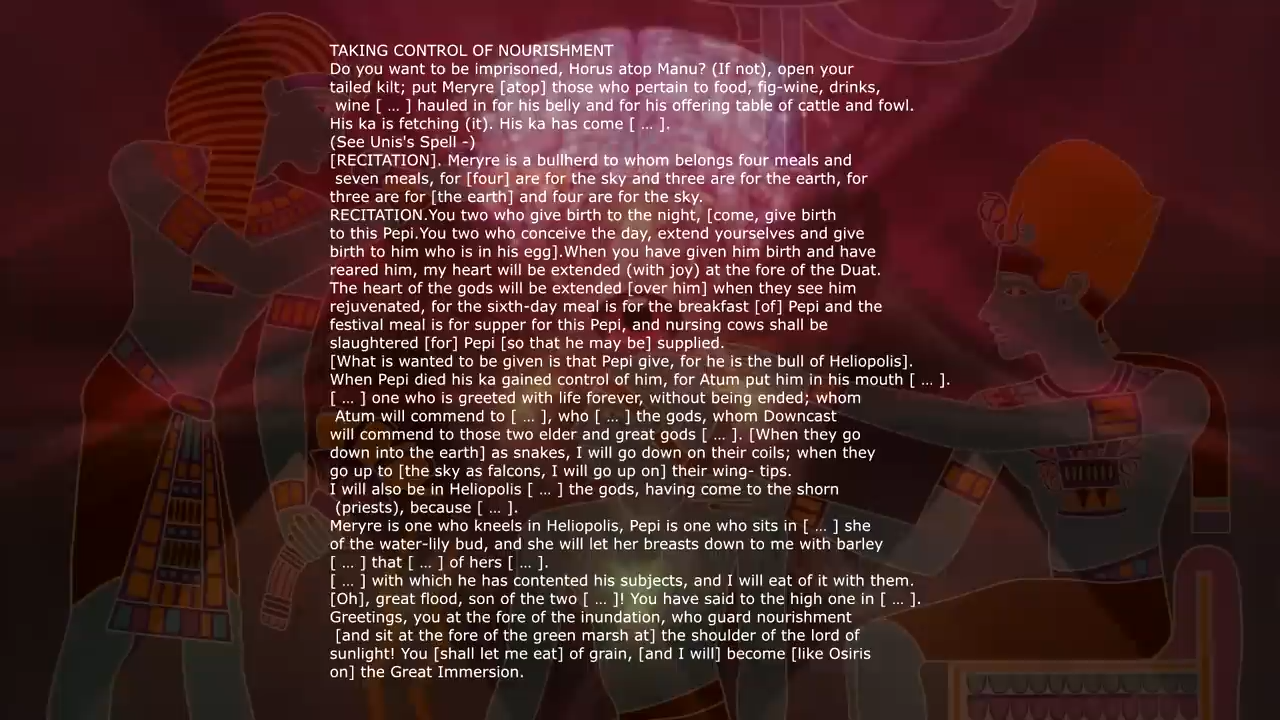 TAKING CONTROL OF NOURISHMENT
Do you want to be imprisoned, Horus atop Manu? (If not), open your
tailed kilt; put Meryre [atop] those who pertain to food, fig-wine, drinks,
wine [ ... ] hauled in for his belly and for his offering table of cattle and fowl.
His ka is fetching (it). His ka has come [ ... ].
(See Unis's Spell -)
[RECITATION]. Meryre is a bullherd to whom belongs four meals and
seven meals, for [four] are for the sky and three are for the earth, for
three are for [the earth] and four are for the sky.
RECITATION.You two who give birth to the night, [come, give birth
to this Pepi.You two who conceive the day, extend yourselves and give
birth to him who is in his egg].When you have given him birth and have
reared him, my heart will be extended (with joy) at the fore of the Duat.
The heart of the gods will be extended [over him] when they see him
rejuvenated, for the sixth-day meal is for the breakfast [of] Pepi and the
festival meal is for supper for this Pepi, and nursing cows shall be
slaughtered [for] Pepi [so that he may be] supplied.
[What is wanted to be given is that Pepi give, for he is the bull of Heliopolis].
When Pepi died his ka gained control of him, for Atum put him in his mouth [ ... ].
[ ... ] one who is greeted with life forever, without being ended; whom
Atum will commend to [ ... ], who [ ... ] the gods, whom Downcast
will commend to those two elder and great gods [ ... ]. [When they go
down into the earth] as snakes, I will go down on their coils; when they
go up to [the sky as falcons, I will go up on] their wing- tips.
I will also be in Heliopolis [ ... ] the gods, having come to the shorn
(priests), because [ ... ].
Meryre is one who kneels in Heliopolis, Pepi is one who sits in [ ... ] she
of the water-lily bud, and she will let her breasts down to me with barley
[ ... ] that [ ... ] of hers [ ... ].
[ ... ] with which he has contented his subjects, and I will eat of it with them.
[Oh], great flood, son of the two [ ... ]! You have said to the high one in [ ... ].
Greetings, you at the fore of the inundation, who guard nourishment
[and sit at the fore of the green marsh at] the shoulder of the lord of
sunlight! You [shall let me eat] of grain, [and I will] become [like Osiris
on] the Great Immersion.